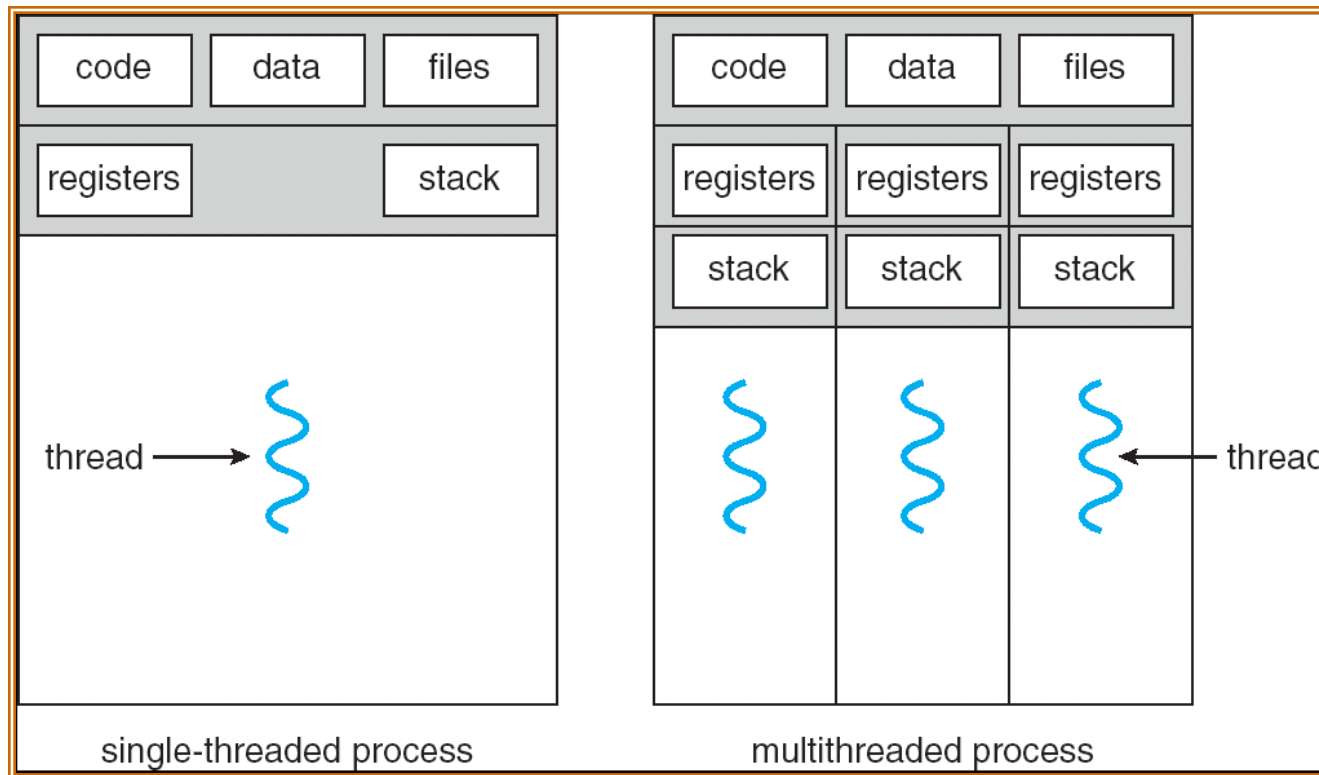 code data files
registers stack
thread
single-threaded process
code data files
registers registers registers
stack stack stack
thread
multithreaded process